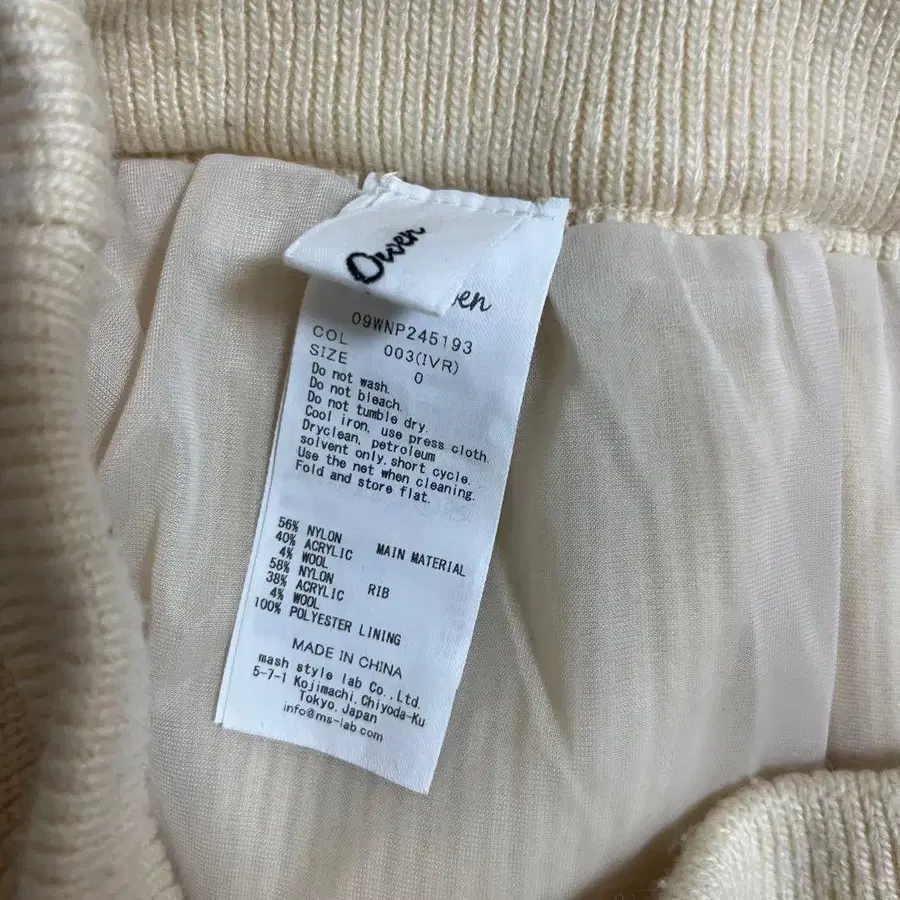 Owen
en
09WNP245193
COL 003(IVR)
SIZE 0
Do not wash.
Do not bleach.
Do not tumble dry.
Cool iron, use press cloth.
Dryclean, petroleum
solvent only.short cycle.
Use the net when cleaning.
Fold and store flat.
56% NYLON
40% ACRYLIC MAIN MATERIAL
4% WOOL
58% NYLON
38% ACRYLIC RIB
4% WOOL
100% POLYESTER LINING
MADE IN CHINA
mash style lab Co.,Ltd.
5-7-1 Kojimachi.Chiyoda-Ku
Tokyo.Japan
info@ms-lab.com